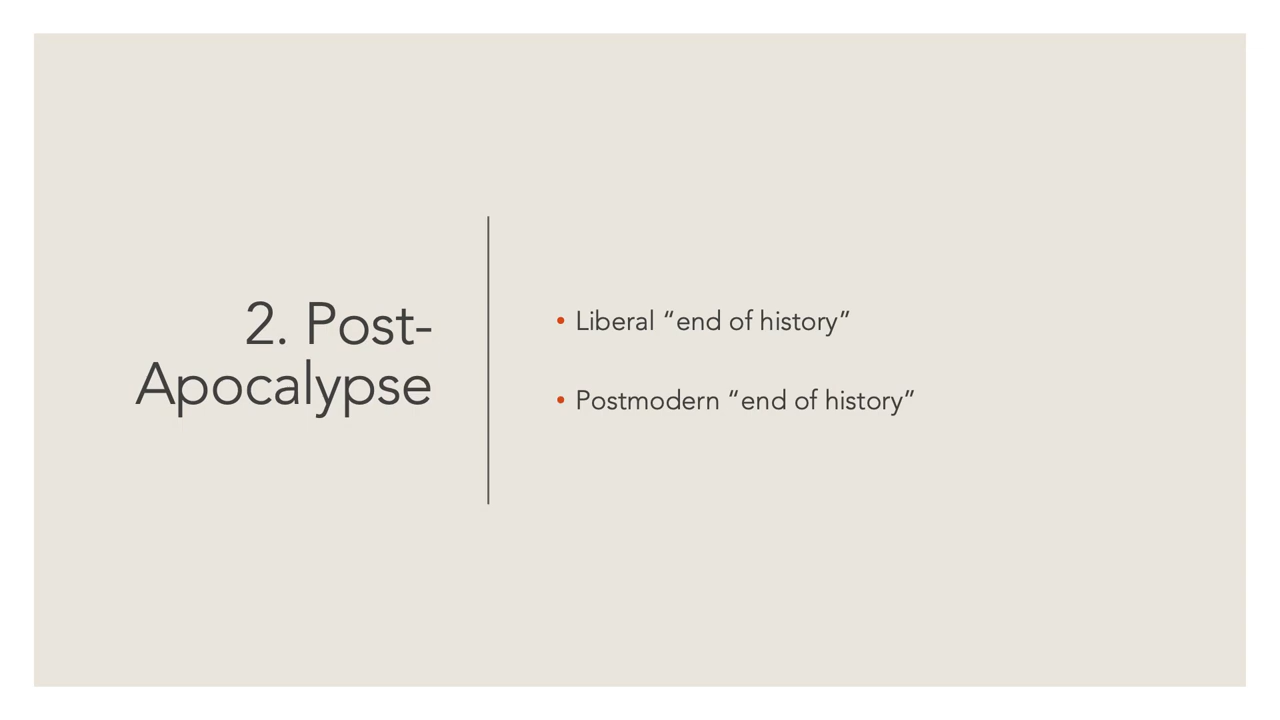 2. Post-
Apocalypse
• Liberal “end of history”
• Postmodern “end of history”